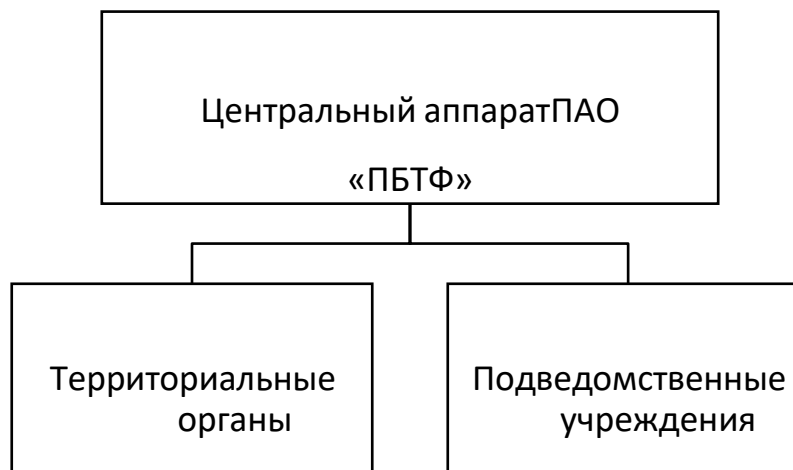 Центральный аппаратПАО
«ПБТФ»
Территориальные
органы
Подведомственные
учреждения